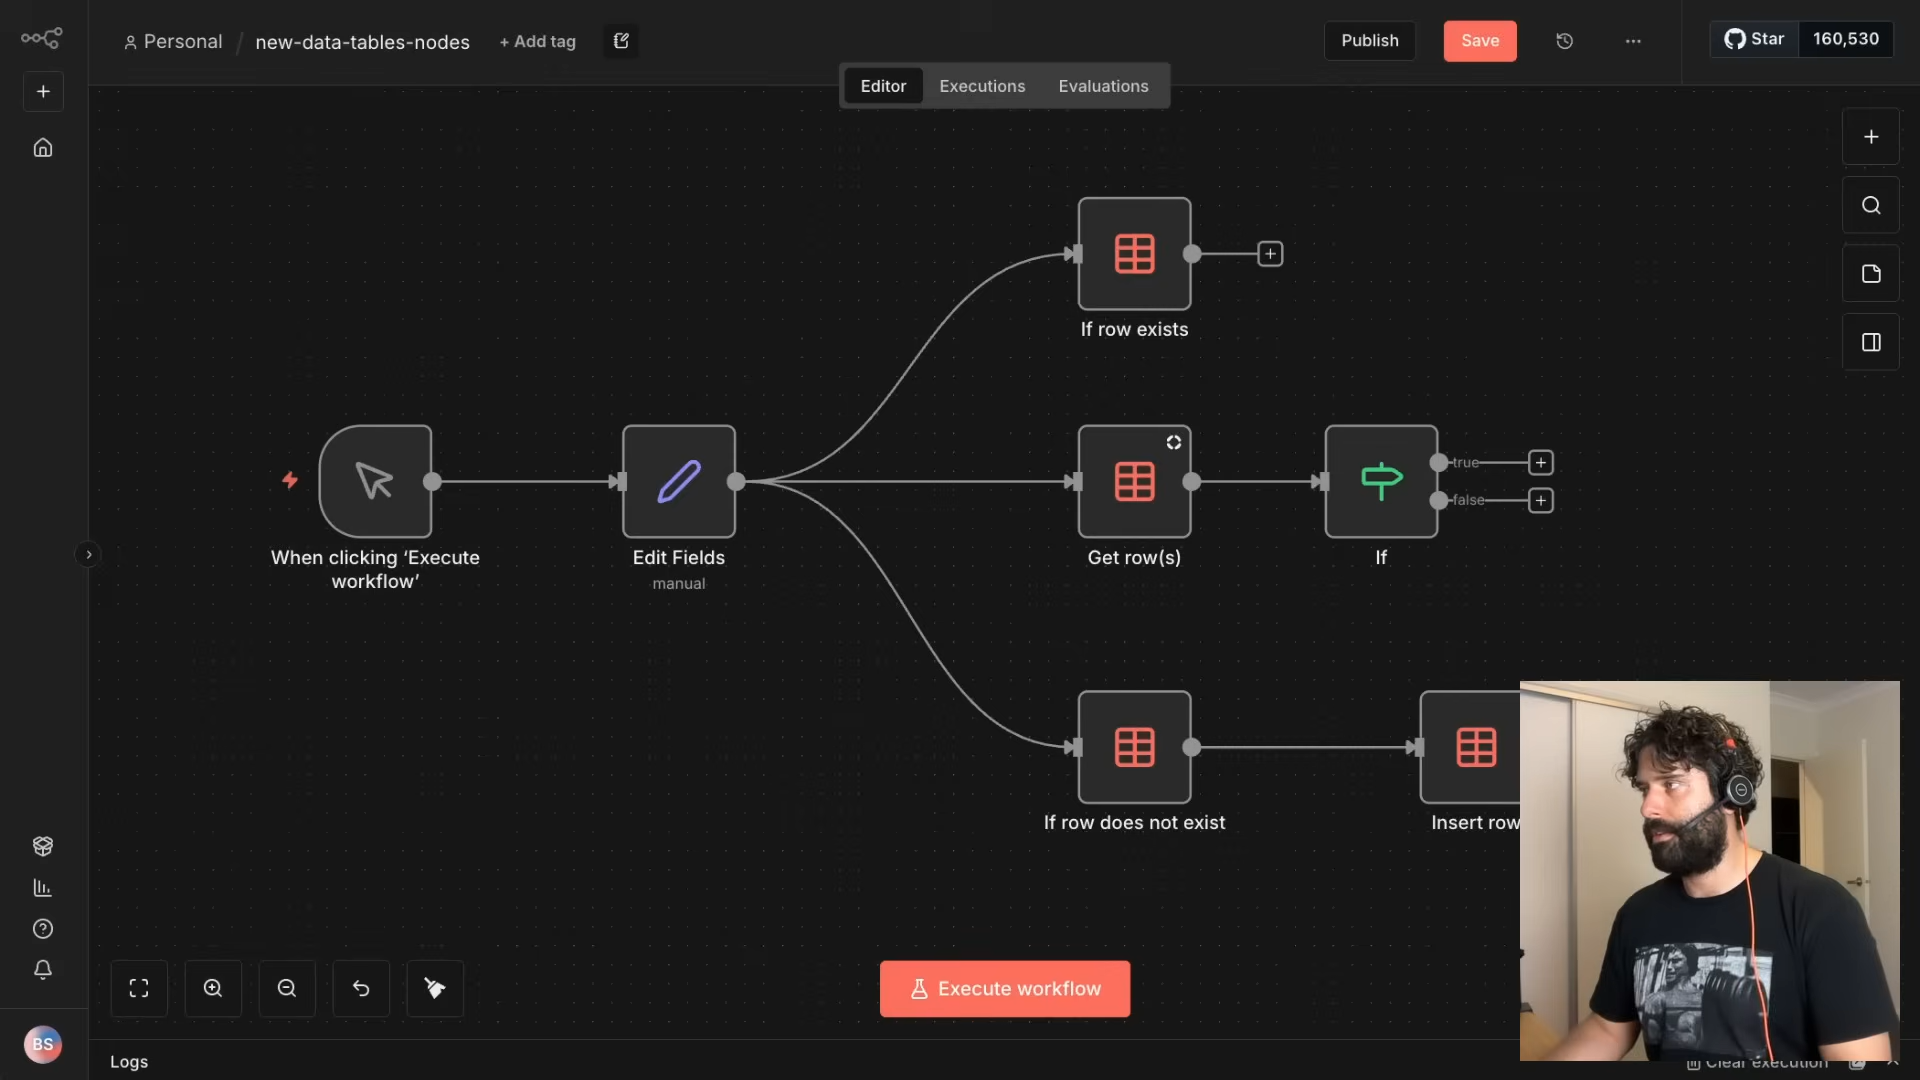 Personal / new-data-tables-nodes + Add tag
Publish
Save
Star 160,530
Editor Executions Evaluations
If row exists
When clicking ‘Execute
workflow’
Edit Fields
manual
Get row(s)
If
true
false
If row does not exist
Insert row
Execute workflow
BS
Logs
Clear execution